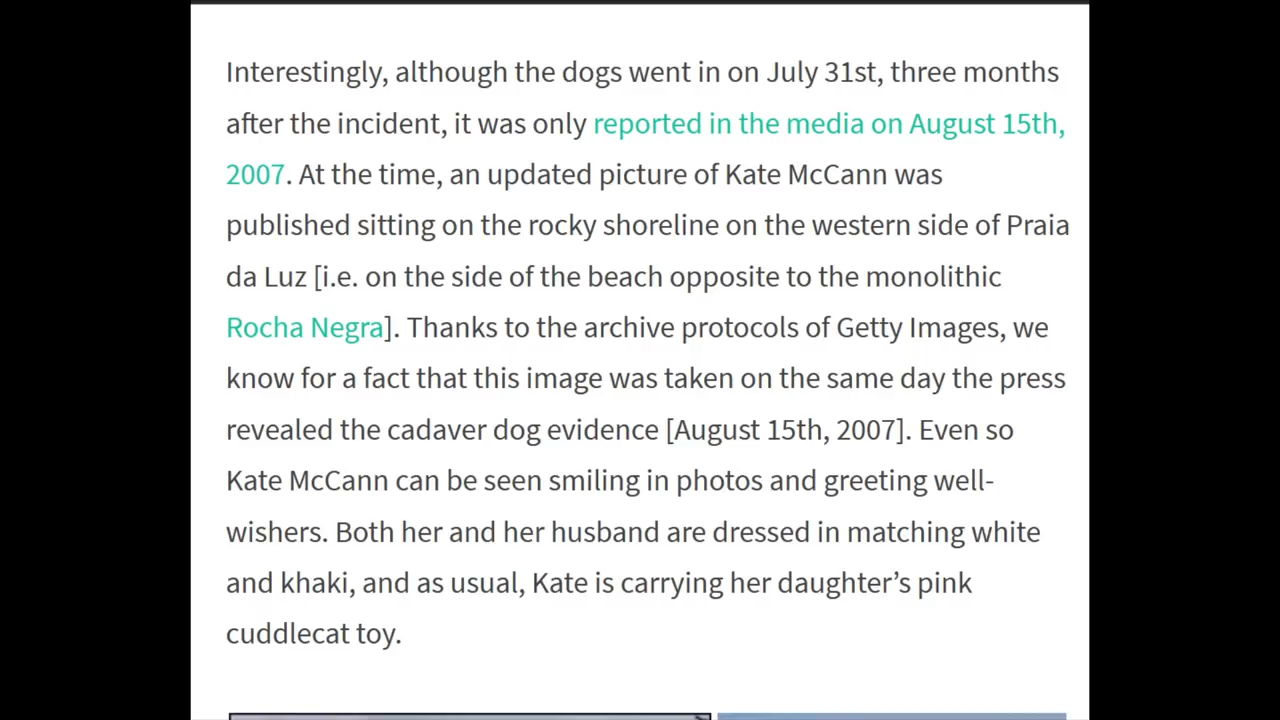 Interestingly, although the dogs went in on July 31st, three months
after the incident, it was only reported in the media on August 15th,
2007. At the time, an updated picture of Kate McCann was
published sitting on the rocky shoreline on the western side of Praia
da Luz [i.e. on the side of the beach opposite to the monolithic
Rocha Negra]. Thanks to the archive protocols of Getty Images, we
know for a fact that this image was taken on the same day the press
revealed the cadaver dog evidence [August 15th, 2007]. Even so
Kate McCann can be seen smiling in photos and greeting well-
wishers. Both her and her husband are dressed in matching white
and khaki, and as usual, Kate is carrying her daughter’s pink
cuddlecat toy.